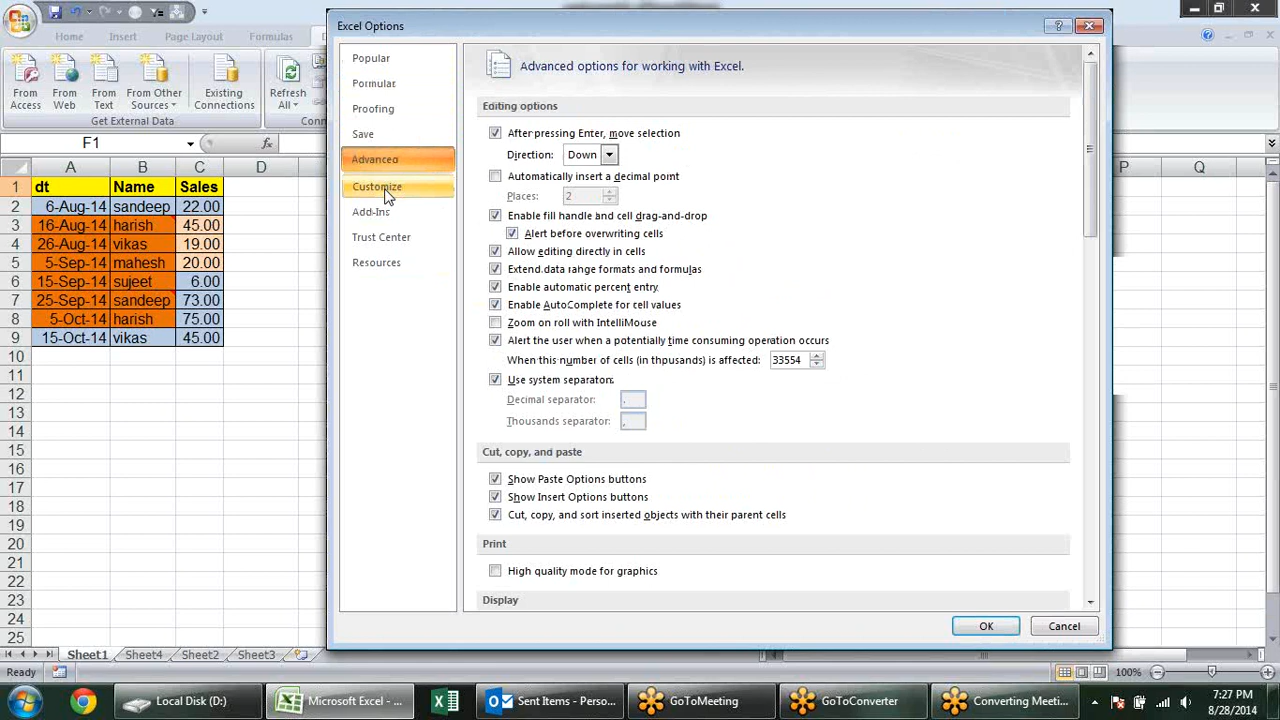 Excel Options
Home Insert Page Layout Formulas
From Access
From Web
From Text
From Other Sources
Existing Connections
Refresh All
Get External Data
F1
fx
A B C D P Q
1 dt Name Sales
2 6-Aug-14 sandeep 22.00
3 16-Aug-14 harish 45.00
4 26-Aug-14 vikas 19.00
5 5-Sep-14 mahesh 20.00
6 15-Sep-14 sujeet 6.00
7 25-Sep-14 sandeep 73.00
8 5-Oct-14 harish 75.00
9 15-Oct-14 vikas 45.00
10
11
12
13
14
15
16
17
18
19
20
21
22
23
24
25
Popular
Formular
Proofing
Save
Advanced
Customize
Add-Ins
Trust Center
Resources
Advanced options for working with Excel.
Editing options
After pressing Enter, move selection
Direction: Down
Automatically insert a decimal point
Places: 2
Enable fill handle and cell drag-and-drop
Alert before overwriting cells
Allow editing directly in cells
Extend data range formats and formulas
Enable automatic percent entry
Enable AutoComplete for cell values
Zoom on roll with IntelliMouse
Alert the user when a potentially time consuming operation occurs
When this number of cells (in thousands) is affected: 33554
Use system separators
Decimal separator: .
Thousands separator: ,
Cut, copy, and paste
Show Paste Options buttons
Show Insert Options buttons
Cut, copy, and sort inserted objects with their parent cells
Print
High quality mode for graphics
Display
OK Cancel
Sheet1 Sheet4 Sheet2 Sheet3
Ready 100%
Local Disk (D:) Microsoft Excel - ... Sent Items - Perso... GoToMeeting GoToConverter Converting Meeti... 7:27 PM
8/28/2014